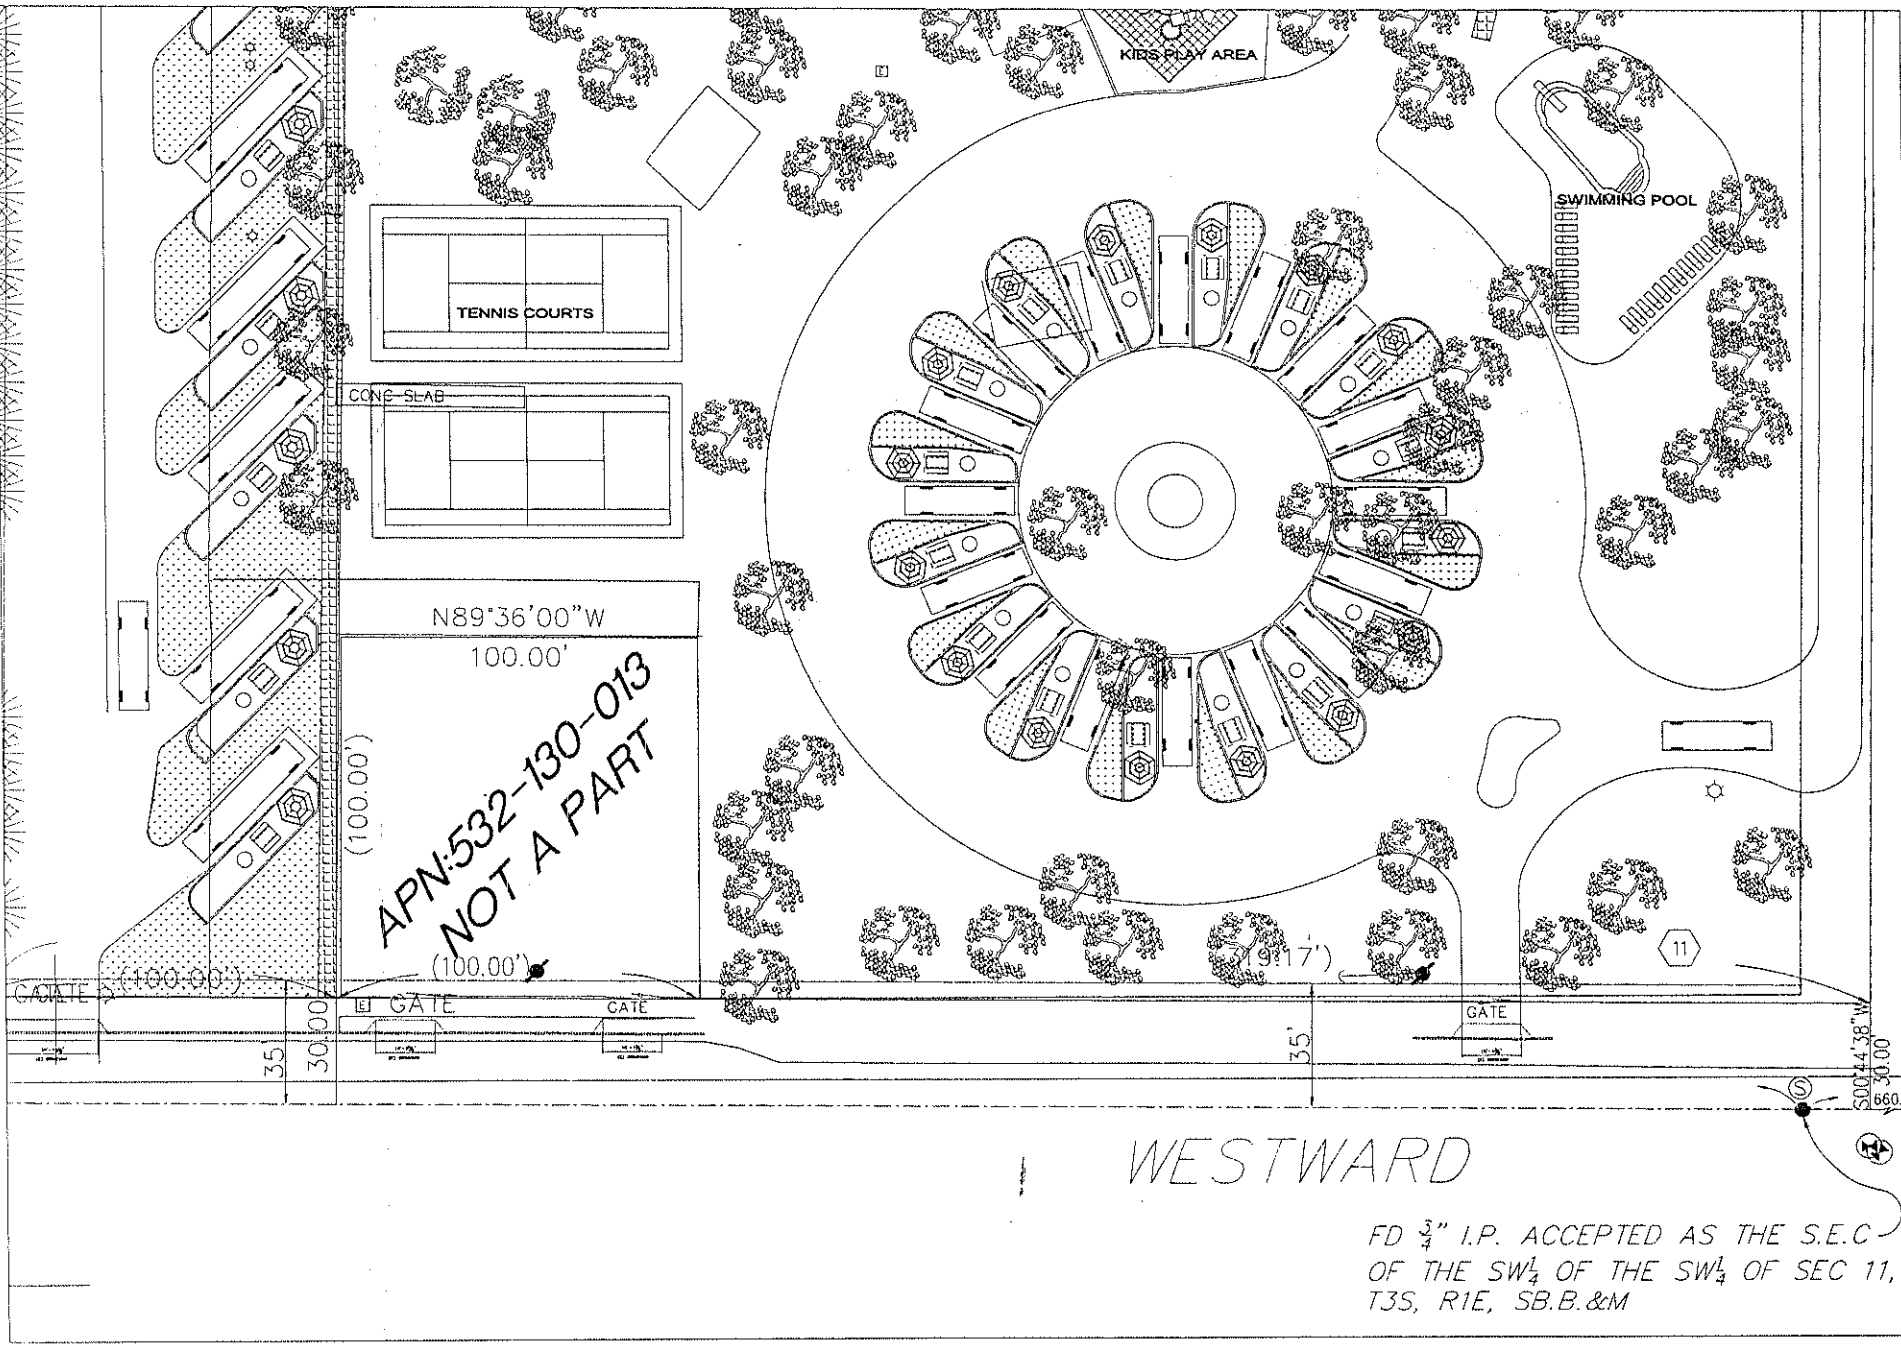 KIDS PLAY AREA
E
SWIMMING POOL
TENNIS COURTS
CONC-SLAB
N89°36'00"W
100.00'
(100.00')
APN:532-130-013
NOT A PART
(100.00')
(100.00')
11
GATE
E
GATE
GATE
GATE
35'
30.00
35'
S00°44'38"W
30.00'
660.
S
WESTWARD
FD 3/4" I.P. ACCEPTED AS THE S.E.C
OF THE SW1/4 OF THE SW1/4 OF SEC 11,
T3S, R1E, SB.B.&M